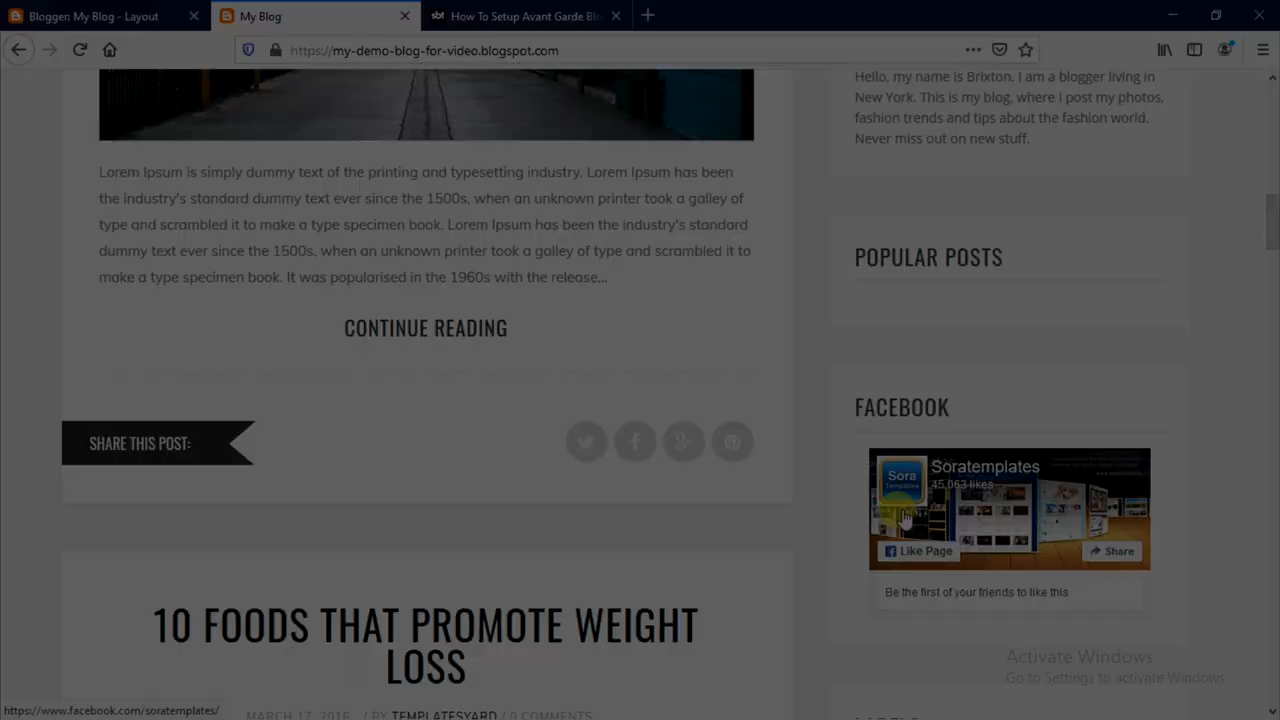 Blogger: My Blog - Layout
My Blog
sbt How To Setup Avant Garde Blo
https://my-demo-blog-for-video.blogspot.com
Lorem Ipsum is simply dummy text of the printing and typesetting industry. Lorem Ipsum has been
the industry's standard dummy text ever since the 1500s, when an unknown printer took a galley of
type and scrambled it to make a type specimen book. Lorem Ipsum has been the industry's standard
dummy text ever since the 1500s, when an unknown printer took a galley of type and scrambled it to
make a type specimen book. It was popularised in the 1960s with the release...
CONTINUE READING
SHARE THIS POST:
10 FOODS THAT PROMOTE WEIGHT
LOSS
MARCH 17, 2016 / BY TEMPLATESYARD / 0 COMMENTS
Hello, my name is Brixton. I am a blogger living in
New York. This is my blog, where I post my photos,
fashion trends and tips about the fashion world.
Never miss out on new stuff.
POPULAR POSTS
FACEBOOK
Sora
Templates
Soratemplates
45,063 likes
Like Page
Share
Be the first of your friends to like this
LABELS
Activate Windows
Go to Settings to activate Windows.
https://www.facebook.com/soratemplates/